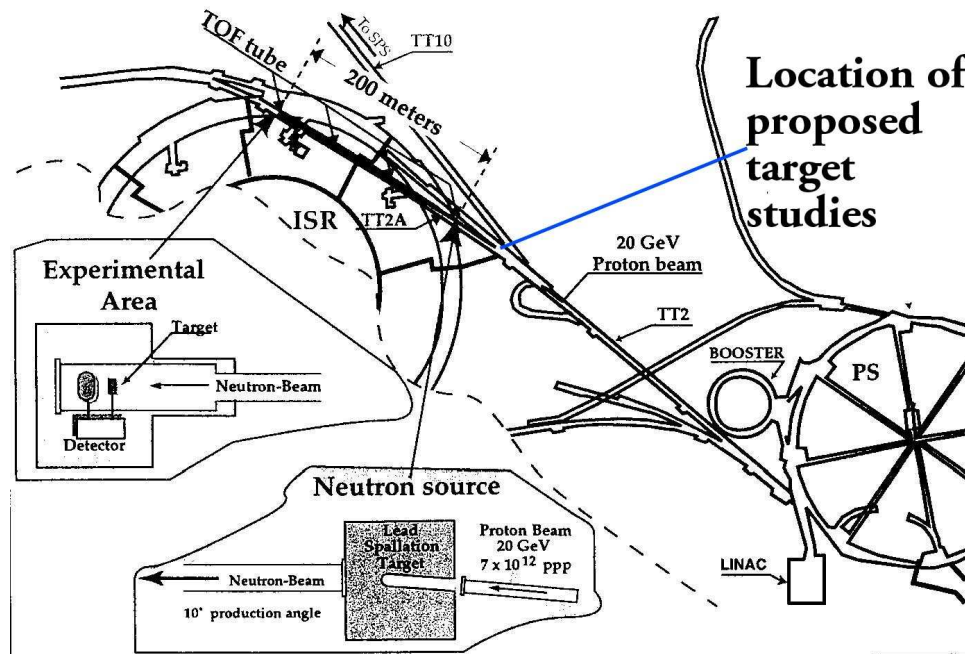 To SPS
TT10
TOF tube
200 meters
Location of
proposed
target
studies
ISR
TT2A
20 GeV
Proton beam
Experimental
Area
Target
Neutron-Beam
Detector
TT2
BOOSTER
PS
Neutron source
Lead
Spallation
Target
Proton Beam
20 GeV
7 x 10¹² PPP
Neutron-Beam
10° production angle
LINAC